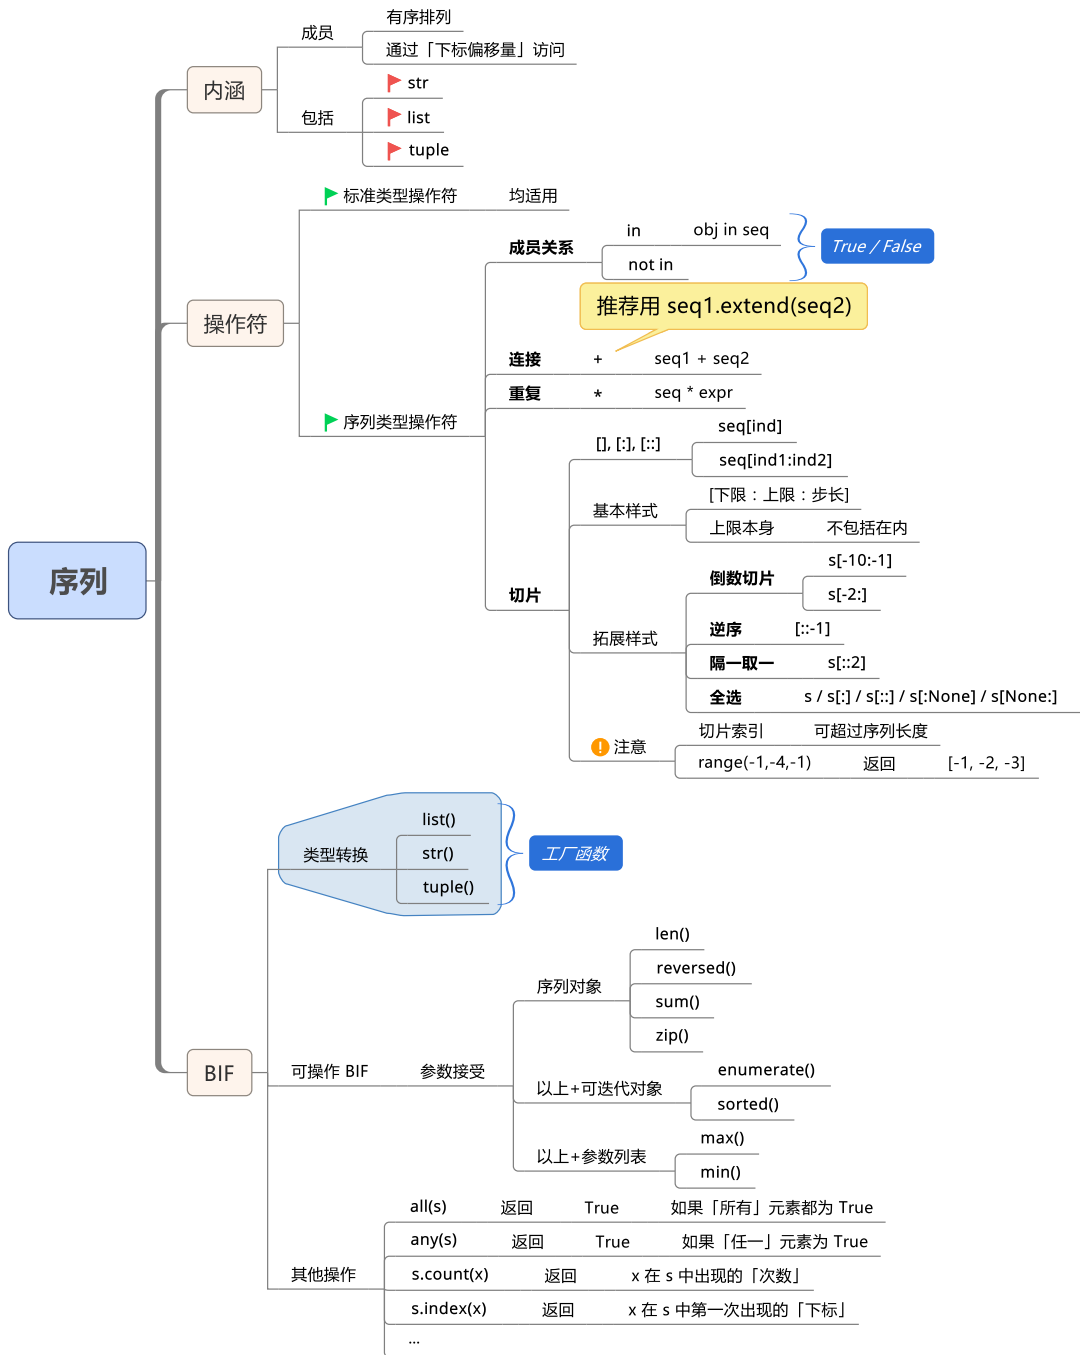 序列
内涵
成员
有序排列
通过「下标偏移量」访问
包括
str
list
tuple
操作符
标准类型操作符 均适用
序列类型操作符
成员关系
in obj in seq
not in
True / False
推荐用 seq1.extend(seq2)
连接 + seq1 + seq2
重复 * seq * expr
切片
[], [:], [::]
seq[ind]
seq[ind1:ind2]
基本样式
[下限：上限：步长]
上限本身 不包括在内
拓展样式
倒数切片
s[-10:-1]
s[-2:]
逆序 [::-1]
隔一取一 s[::2]
全选 s / s[:] / s[::] / s[:None] / s[None:]
注意
切片索引 可超过序列长度
range(-1,-4,-1) 返回 [-1, -2, -3]
BIF
类型转换
list()
str()
tuple()
工厂函数
可操作 BIF 参数接受
序列对象
len()
reversed()
sum()
zip()
以上+可迭代对象
enumerate()
sorted()
以上+参数列表
max()
min()
其他操作
all(s) 返回 True 如果「所有」元素都为 True
any(s) 返回 True 如果「任一」元素为 True
s.count(x) 返回 x 在 s 中出现的「次数」
s.index(x) 返回 x 在 s 中第一次出现的「下标」
...